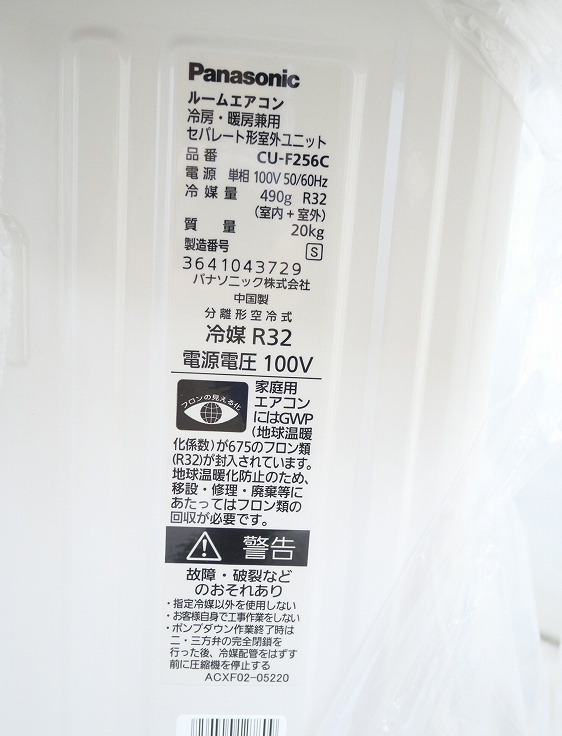 Panasonic
ルームエアコン
冷房・暖房兼用
セパレート形室外ユニット
品番 CU-F256C
電源 単相 100V 50/60Hz
冷媒量 490g R32
(室内+室外)
質量 20kg
製造番号 S
3641043729
パナソニック株式会社
中国製
分離形空冷式
冷媒 R32
電源電圧 100V
フロンの見える化
家庭用
エアコン
にはGWP
(地球温暖
化係数)が675のフロン類
(R32)が封入されています。
地球温暖化防止のため、
移設・修理・廃棄等に
あたってはフロン類の
回収が必要です。
警告
故障・破裂など
のおそれあり
・指定冷媒以外を使用しない
・お客様自身で工事作業をしない
・ポンプダウン作業終了時は
二・三方弁の完全閉鎖を
行った後、冷媒配管をはずす
前に圧縮機を停止する
ACXF02-05220